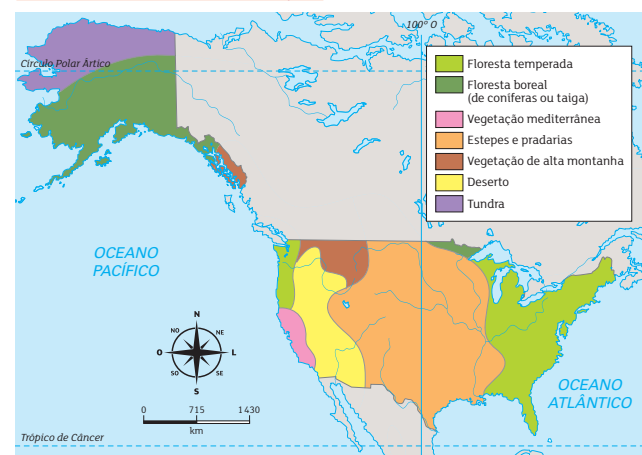 100° O
Círculo Polar Ártico
Floresta temperada
Floresta boreal
(de coníferas ou taiga)
Vegetação mediterrânea
Estepes e pradarias
Vegetação de alta montanha
Deserto
Tundra
OCEANO
PACÍFICO
N
NO
NE
O
L
SO
SE
S
OCEANO
ATLÂNTICO
0 715 1 430
km
Trópico de Câncer